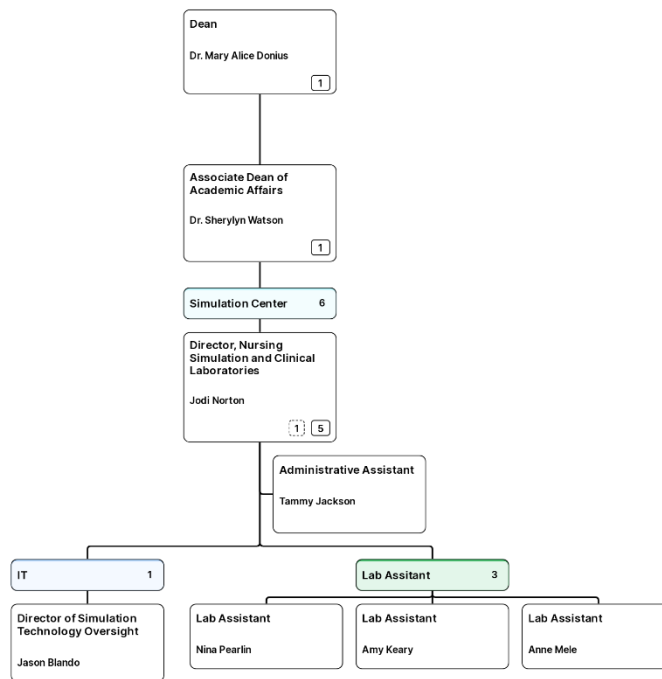 Dean
Dr. Mary Alice Donius
1
Associate Dean of
Academic Affairs
Dr. Sherylyn Watson
1
Simulation Center 6
Director, Nursing
Simulation and Clinical
Laboratories
Jodi Norton
1 5
Administrative Assistant
Tammy Jackson
IT 1
Lab Assitant 3
Director of Simulation
Technology Oversight
Jason Blando
Lab Assistant
Nina Pearlin
Lab Assistant
Amy Keary
Lab Assistant
Anne Mele